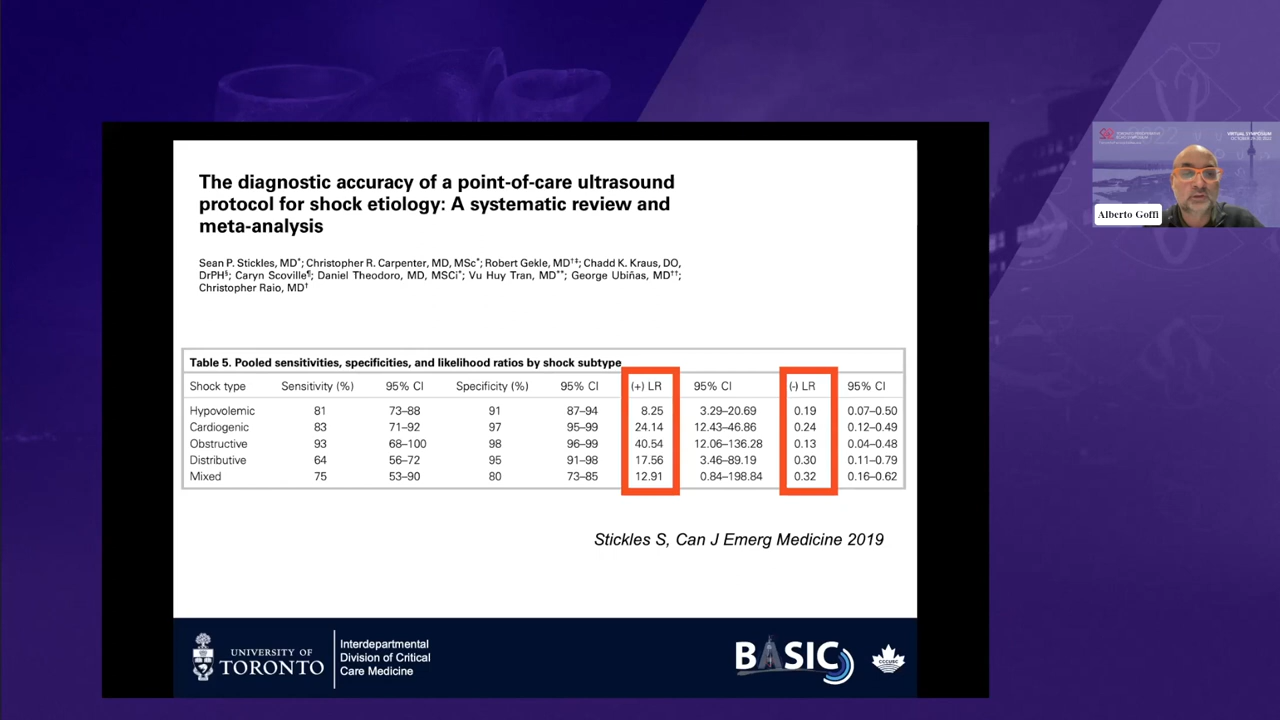 The diagnostic accuracy of a point-of-care ultrasound
protocol for shock etiology: A systematic review and
meta-analysis
Sean P. Stickles, MD*; Christopher R. Carpenter, MD, MSc*; Robert Gekle, MD†‡; Chadd K. Kraus, DO,
DrPH§; Caryn Scoville¶; Daniel Theodoro, MD, MSCi*; Vu Huy Tran, MD**; George Ubiñas, MD††;
Christopher Raio, MD†
Table 5. Pooled sensitivities, specificities, and likelihood ratios by shock subtype
Shock type Sensitivity (%) 95% CI Specificity (%) 95% CI (+) LR 95% CI (-) LR 95% CI
Hypovolemic 81 73–88 91 87–94 8.25 3.29–20.69 0.19 0.07–0.50
Cardiogenic 83 71–92 97 95–99 24.14 12.43–46.86 0.24 0.12–0.49
Obstructive 93 68–100 98 96–99 40.54 12.06–136.28 0.13 0.04–0.48
Distributive 64 56–72 95 91–98 17.56 3.46–89.19 0.30 0.11–0.79
Mixed 75 53–90 80 73–85 12.91 0.84–198.84 0.32 0.16–0.62
Stickles S, Can J Emerg Medicine 2019
UNIVERSITY OF
TORONTO
Interdepartmental
Division of Critical
Care Medicine
BASIC
VIRTUAL SYMPOSIUM
Alberto Goffi